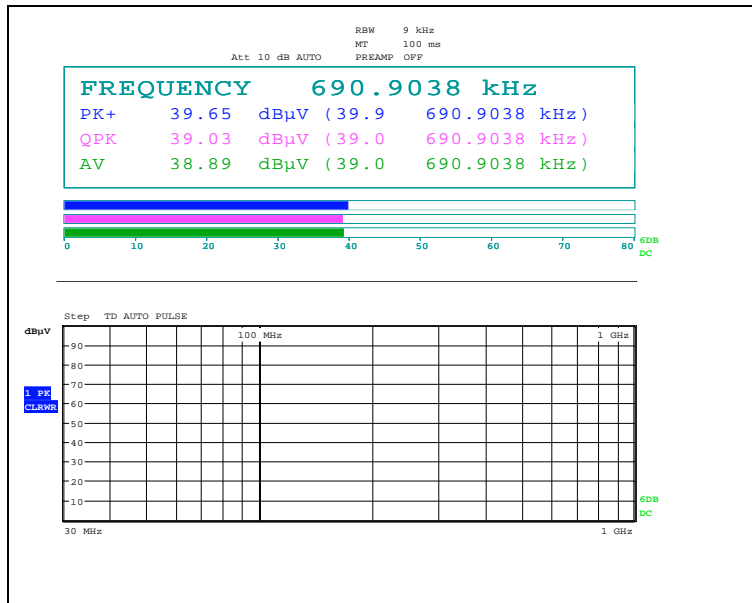 RBW 9 kHz
MT 100 ms
Att 10 dB AUTO PREAMP OFF
FREQUENCY 690.9038 kHz
PK+ 39.65 dBµV (39.9 690.9038 kHz)
QPK 39.03 dBµV (39.0 690.9038 kHz)
AV 38.89 dBµV (39.0 690.9038 kHz)
0 10 20 30 40 50 60 70 80
6DB
DC
Step TD AUTO PULSE
dBµV
100 MHz 1 GHz
90
80
70
1 PK
CLRWR
60
50
40
30
20
10
6DB
DC
30 MHz 1 GHz